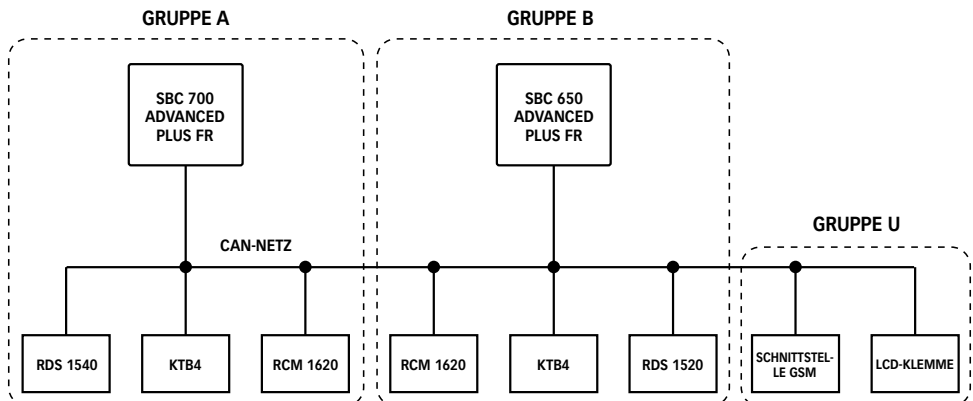 GRUPPE A
GRUPPE B
SBC 700
ADVANCED
PLUS FR
SBC 650
ADVANCED
PLUS FR
GRUPPE U
CAN-NETZ
RDS 1540
KTB4
RCM 1620
RCM 1620
KTB4
RDS 1520
SCHNITTSTEL-
LE GSM
LCD-KLEMME